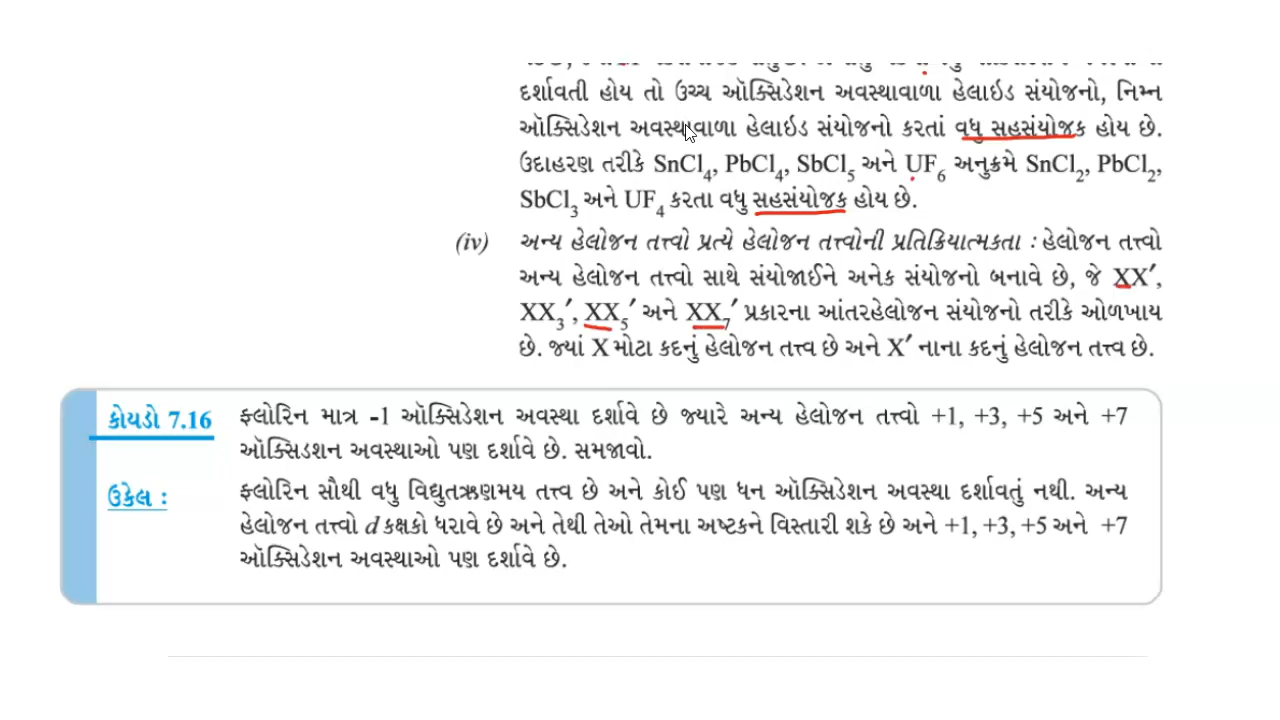 દર્શાવતી હોય તો ઉચ્ચ ઑક્સિડેશન અવસ્થાવાળા હેલાઇડ સંયોજનો, નિમ્ન
ઑક્સિડેશન અવસ્થાવાળા હેલાઇડ સંયોજનો કરતાં વધુ સહસંયોજક હોય છે.
ઉદાહરણ તરીકે SnCl₄, PbCl₄, SbCl₅ અને UF₆ અનુક્રમે SnCl₂, PbCl₂,
SbCl₃ અને UF₄ કરતા વધુ સહસંયોજક હોય છે.
(iv) અન્ય હેલોજન તત્ત્વો પ્રત્યે હેલોજન તત્ત્વોની પ્રતિક્રિયાત્મકતા : હેલોજન તત્ત્વો
અન્ય હેલોજન તત્ત્વો સાથે સંયોજાઈને અનેક સંયોજનો બનાવે છે, જે XX′,
XX₃′, XX₅′ અને XX₇′ પ્રકારના આંતરહેલોજન સંયોજનો તરીકે ઓળખાય
છે. જ્યાં X મોટા કદનું હેલોજન તત્ત્વ છે અને X′ નાના કદનું હેલોજન તત્ત્વ છે.
કોયડો 7.16 ફ્લોરિન માત્ર -1 ઑક્સિડેશન અવસ્થા દર્શાવે છે જ્યારે અન્ય હેલોજન તત્ત્વો +1, +3, +5 અને +7
ઑક્સિડશન અવસ્થાઓ પણ દર્શાવે છે. સમજાવો.
ઉકેલ : ફ્લોરિન સૌથી વધુ વિદ્યુતઋણમય તત્ત્વ છે અને કોઈ પણ ધન ઑક્સિડેશન અવસ્થા દર્શાવતું નથી. અન્ય
હેલોજન તત્ત્વો d કક્ષકો ધરાવે છે અને તેથી તેઓ તેમના અષ્ટકને વિસ્તારી શકે છે અને +1, +3, +5 અને +7
ઑક્સિડેશન અવસ્થાઓ પણ દર્શાવે છે.